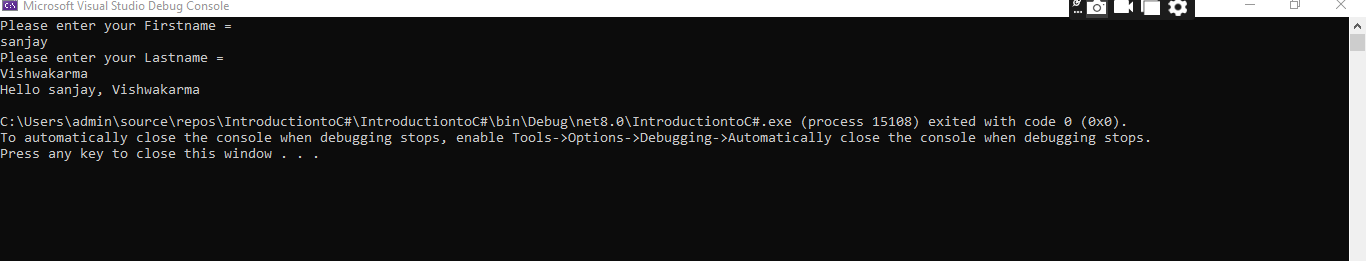 Microsoft Visual Studio Debug Console
Please enter your Firstname =
sanjay
Please enter your Lastname =
Vishwakarma
Hello sanjay, Vishwakarma
C:\Users\admin\source\repos\IntroductiontoC#\IntroductiontoC#\bin\Debug\net8.0\IntroductiontoC#.exe (process 15108) exited with code 0 (0x0).
To automatically close the console when debugging stops, enable Tools->Options->Debugging->Automatically close the console when debugging stops.
Press any key to close this window . . .